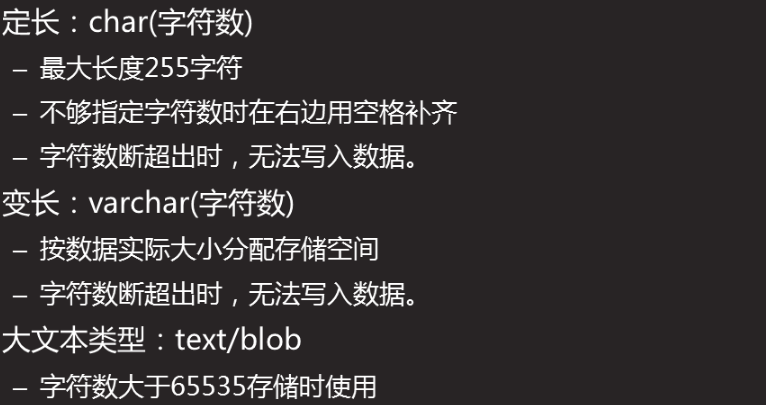 定长：char(字符数)
– 最大长度255字符
– 不够指定字符数时在右边用空格补齐
– 字符数断超出时，无法写入数据。
变长：varchar(字符数)
– 按数据实际大小分配存储空间
– 字符数断超出时，无法写入数据。
大文本类型：text/blob
– 字符数大于65535存储时使用